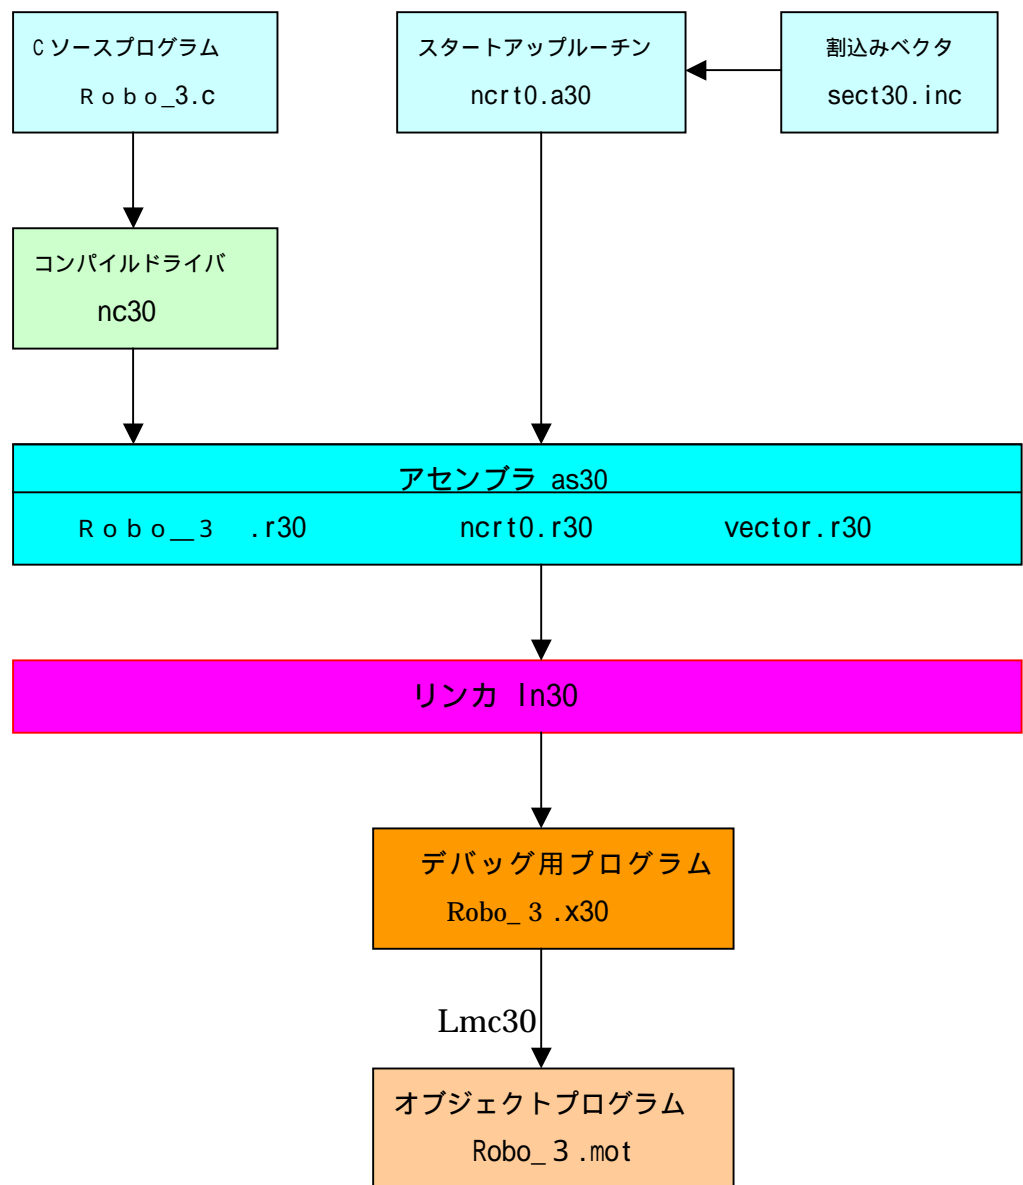 Cソースプログラム
Ｒｏｂｏ_3.c
スタートアップルーチン
ncrt0.a30
割込みベクタ
sect30.inc
コンパイルドライバ
nc30
アセンブラ as30
Ｒｏｂｏ＿３ .r30 ncrt0.r30 vector.r30
リンカ ln30
デバッグ用プログラム
Robo_３.x30
Lmc30
オブジェクトプログラム
Robo_３.mot